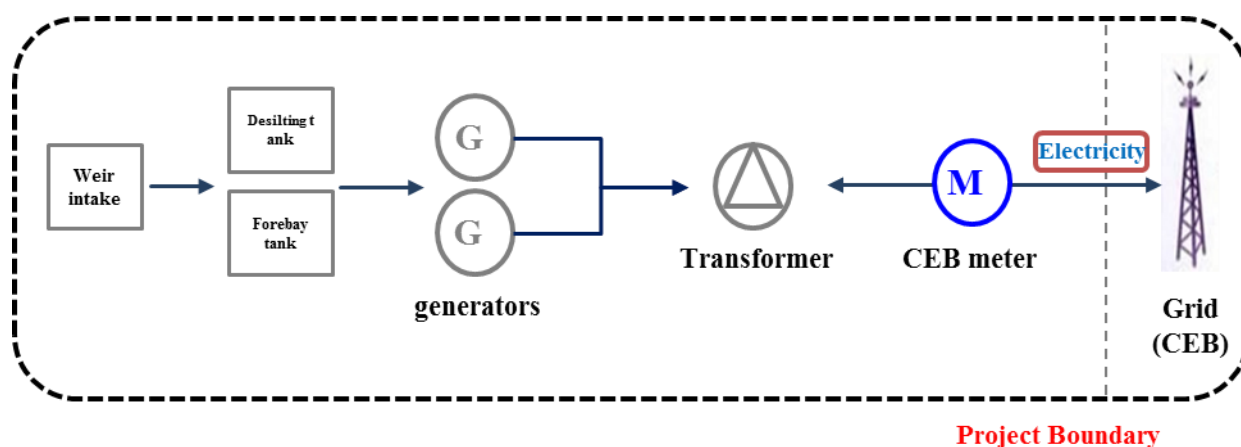 Weir
intake
Desilting t
ank
Forebay
tank
G
G
generators
Transformer
M
CEB meter
Electricity
Grid
(CEB)
Project Boundary